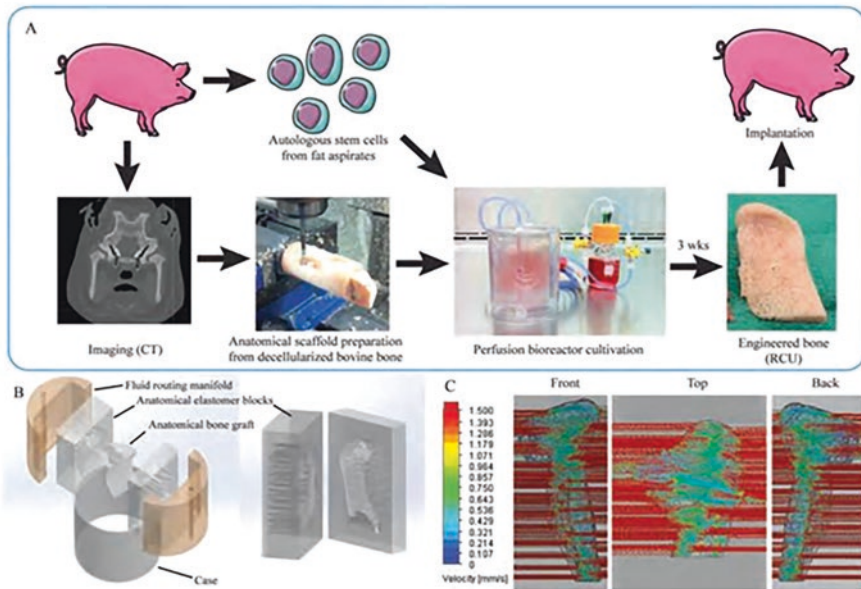 A
Autologous stem cells
from fat aspirates
Implantation
3 wks
Imaging (CT)
Anatomical scaffold preparation
from decellularized bovine bone
Perfusion bioreactor cultivation
Engineered bone
(RCU)
B
Fluid routing manifold
Anatomical elastomer blocks
Anatomical bone graft
Case
C
Front
Top
Back
1.500
1.393
1.286
1.179
1.071
0.964
0.857
0.750
0.643
0.536
0.429
0.321
0.214
0.107
0
Velocity [mm/s]